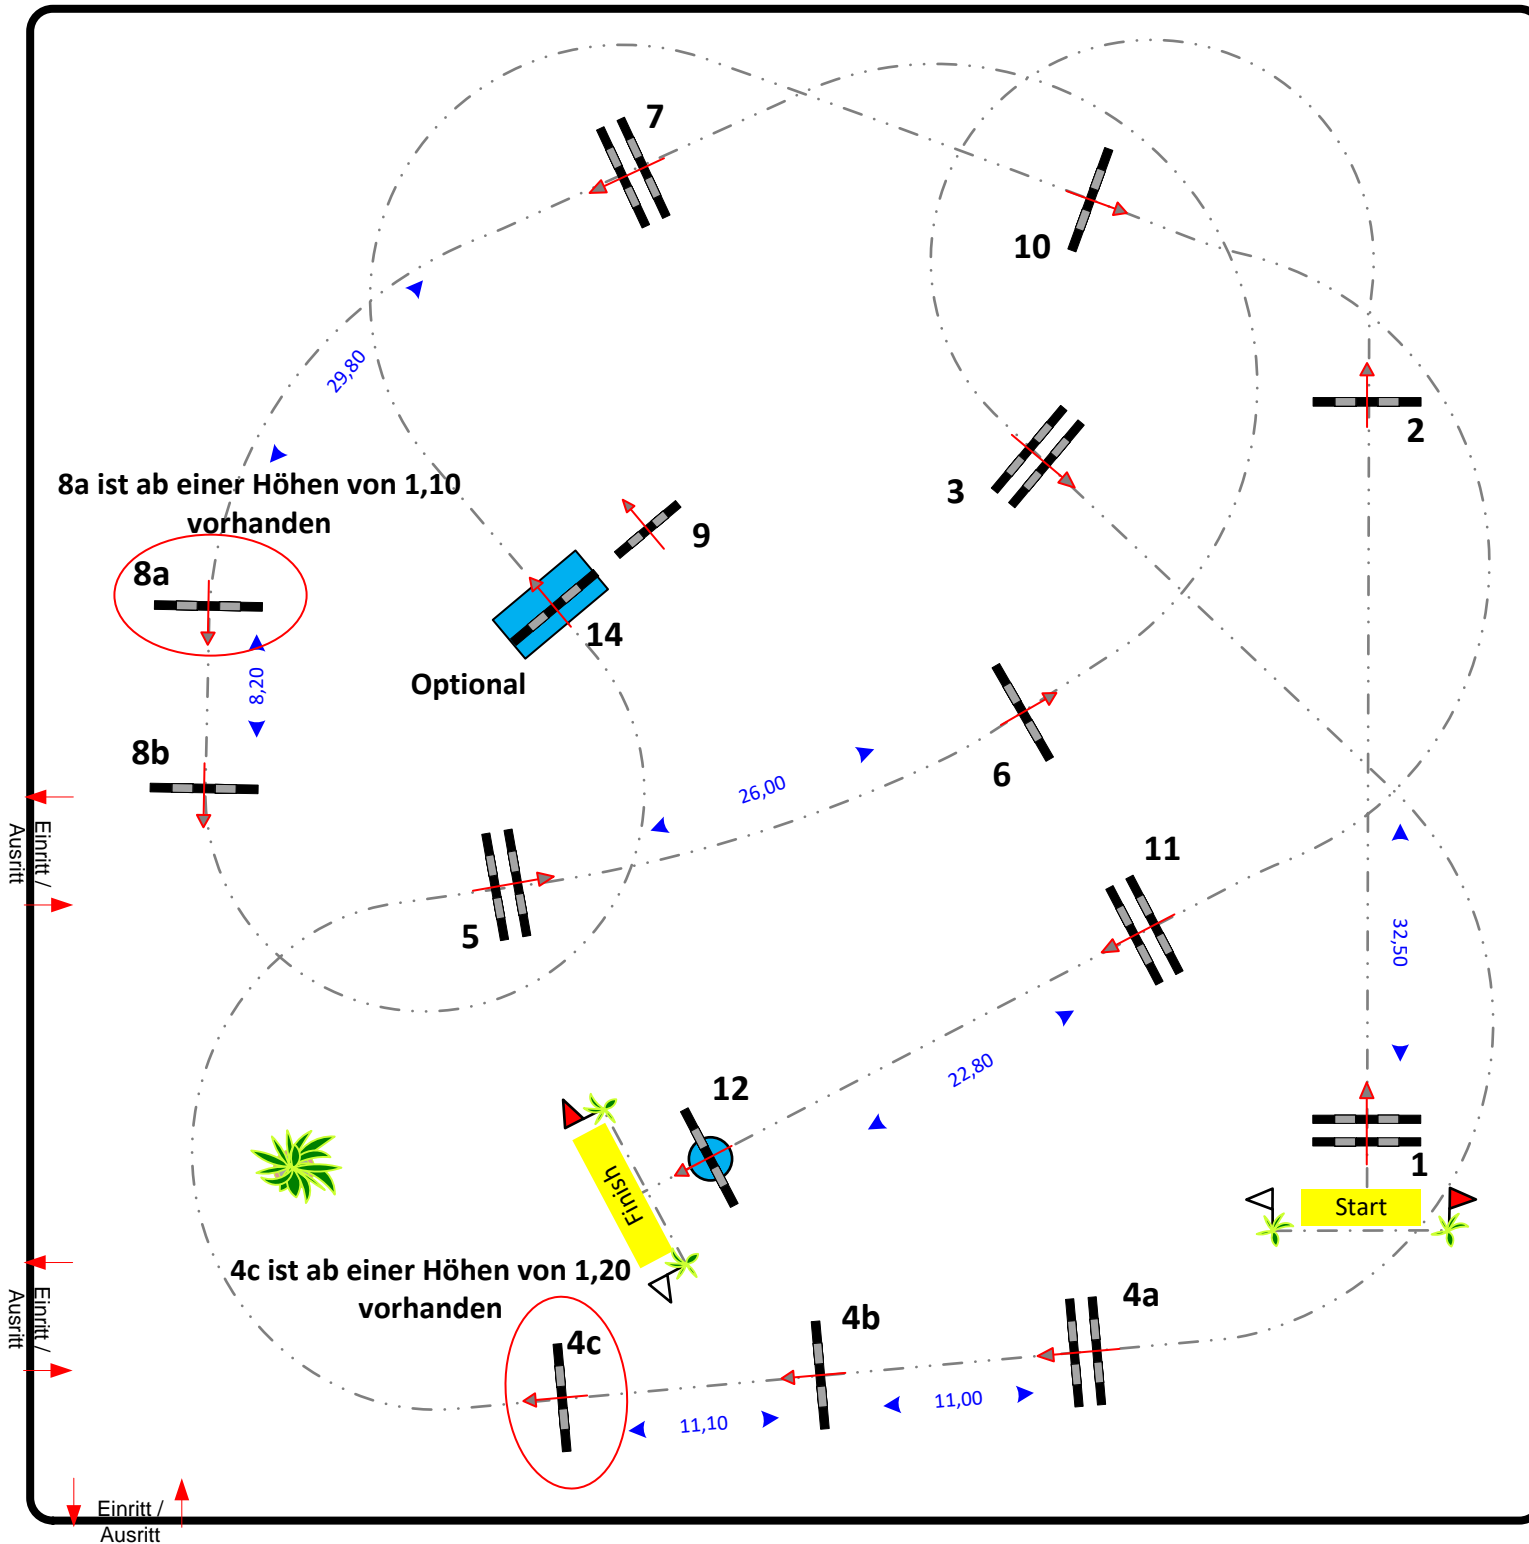 7
10
29,80
2
3
8a ist ab einer Höhen von 1,10
vorhanden
9
8a
14
Optional
8,20
8b
6
26,00
Einritt /
Ausritt
11
5
32,50
22,80
12
1
Finish
Start
4c ist ab einer Höhen von 1,20
vorhanden
Einritt /
Ausritt
4a
4b
4c
11,00
11,10
Einritt /
Ausritt